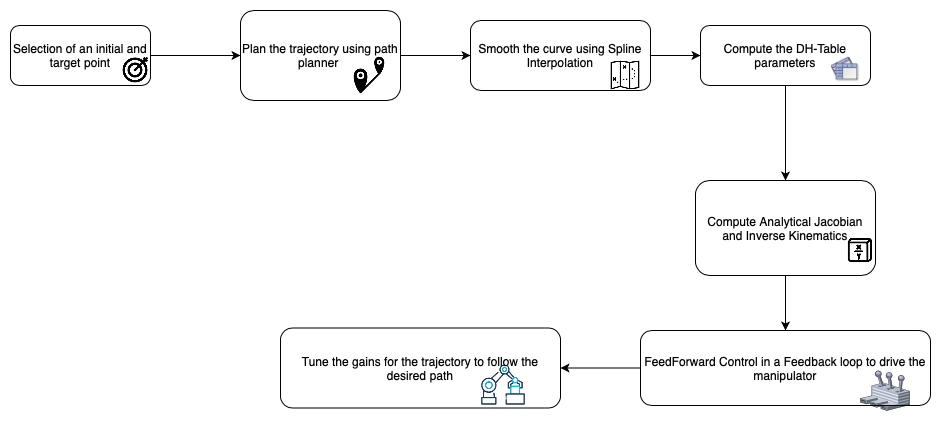 Selection of an initial and
target point
Plan the trajectory using path
planner
Smooth the curve using Spline
Interpolation
Compute the DH-Table
parameters
Compute Analytical Jacobian
and Inverse Kinematics
x
y
FeedForward Control in a Feedback loop to drive the
manipulator
Tune the gains for the trajectory to follow the
desired path